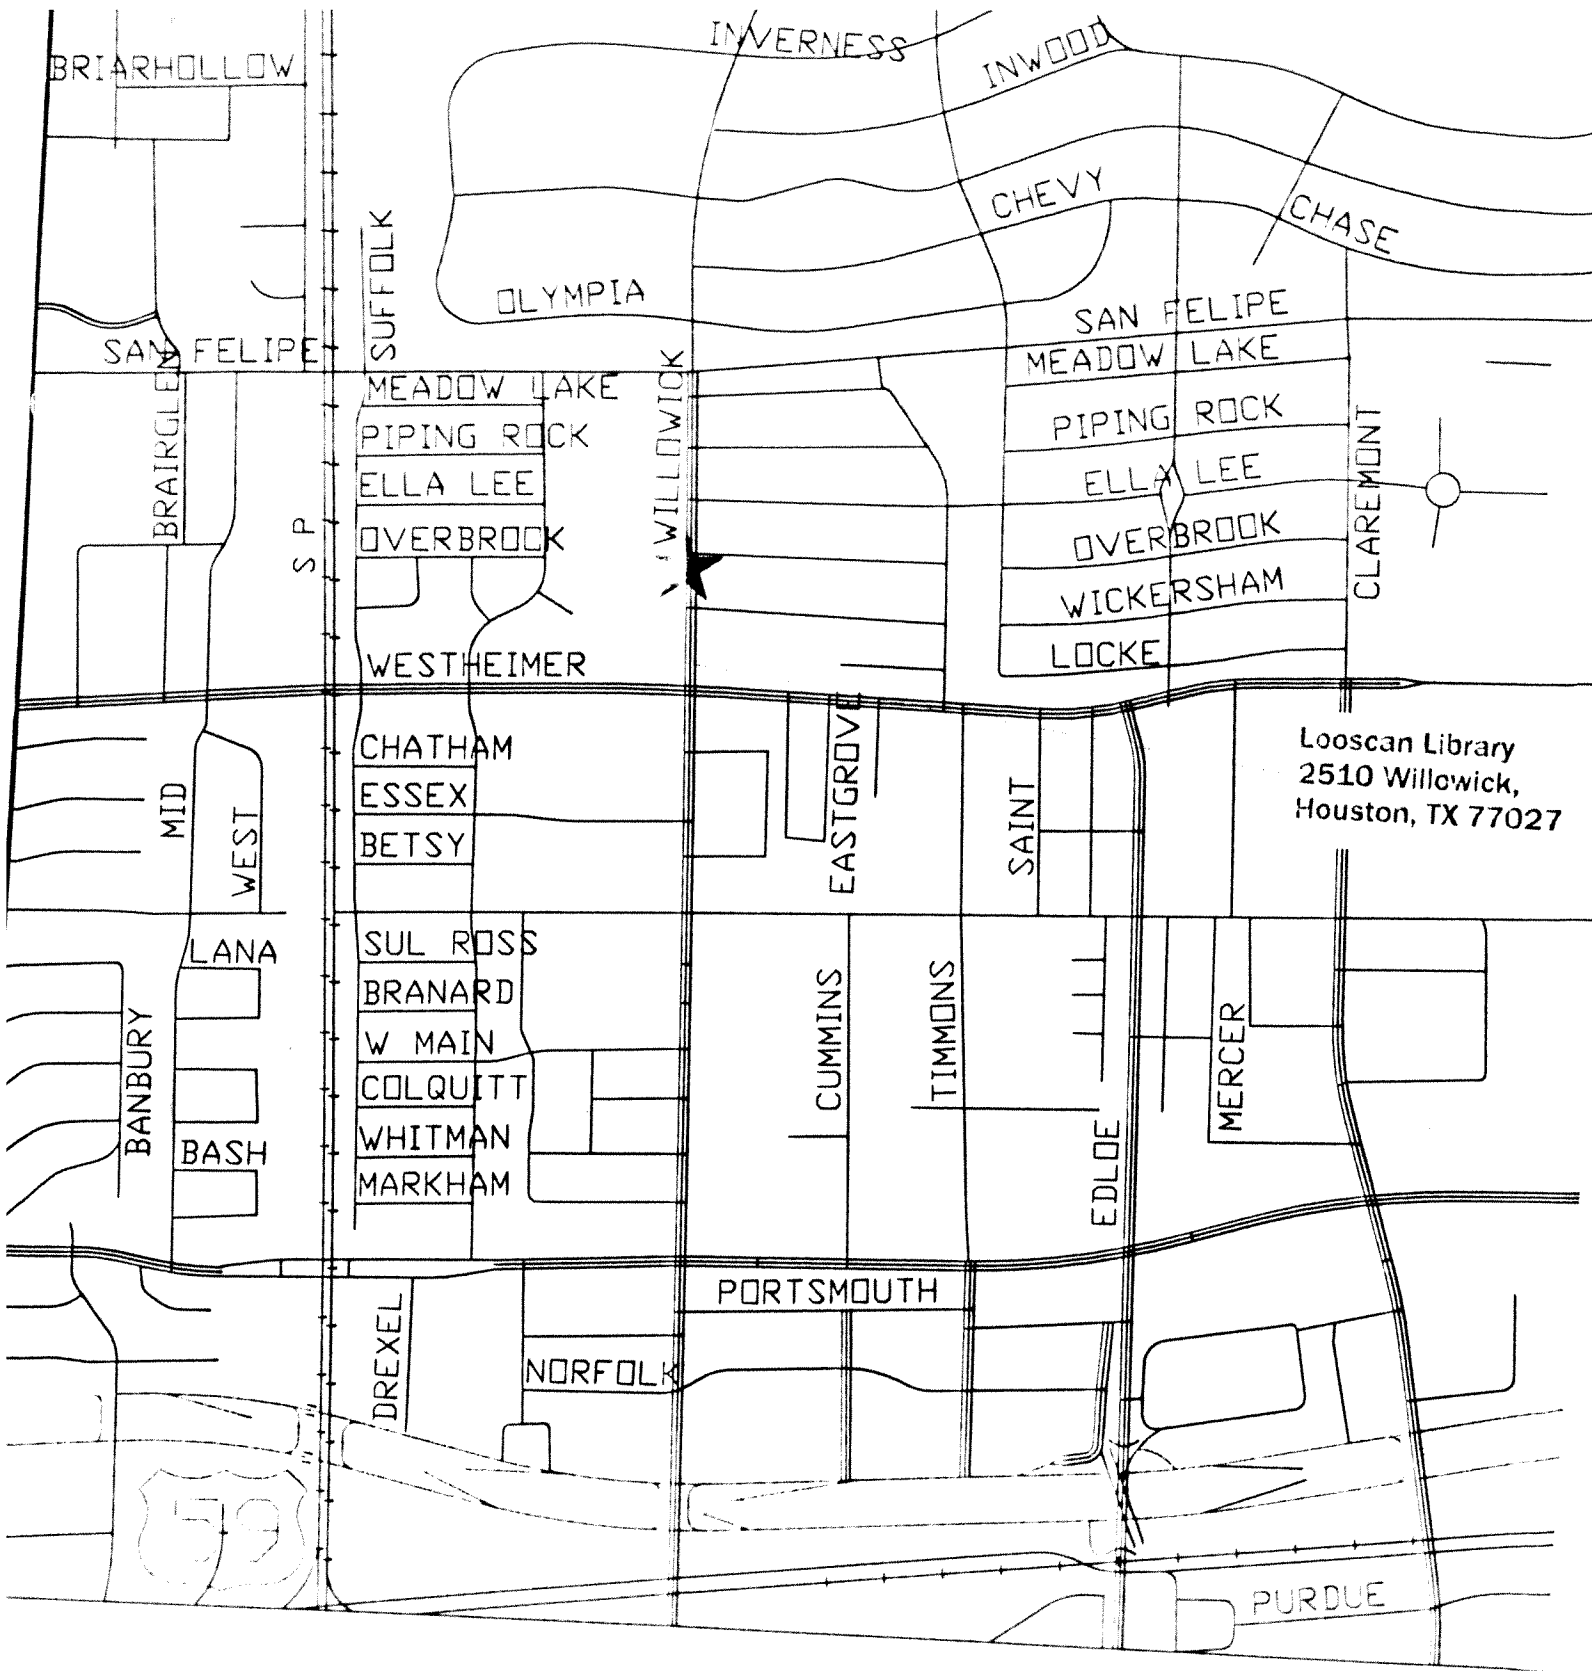 INVERNESS
INWOOD
BRIARHOLLOW
CHEVY
CHASE
SUFFOLK
OLYMPIA
SAN FELIPE
SAN FELIPE
MEADOW LAKE
MEADOW LAKE
PIPING ROCK
PIPING ROCK
BRAIRGLEN
WILLOWICK
CLAREMONT
ELLA LEE
ELLA LEE
S P
OVERBROOK
OVERBROOK
WICKERSHAM
LOCKE
WESTHEIMER
Looscan Library
2510 Willowick,
Houston, TX 77027
CHATHAM
ESSEX
BETSY
MID
WEST
EASTGROVE
SAINT
LANA
SUL ROSS
BRANARD
W MAIN
COLQUITT
WHITMAN
MARKHAM
BANBURY
BASH
CUMMINS
TIMMONS
MERCER
EDLOE
PORTSMOUTH
DREXEL
NORFOLK
59
PURDUE